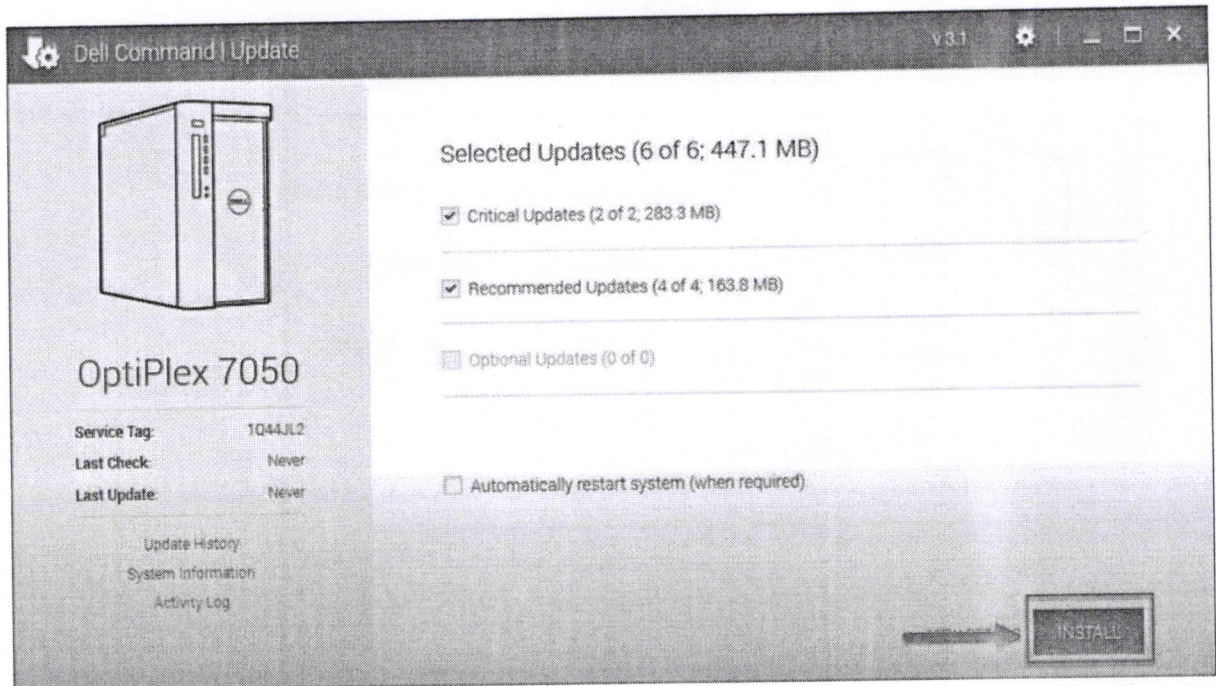 Dell Command | Update
v 3.1
DELL
OptiPlex 7050
Service Tag: 1Q44JL2
Last Check: Never
Last Update: Never
Update History
System Information
Activity Log
Selected Updates (6 of 6; 447.1 MB)
Critical Updates (2 of 2; 283.3 MB)
Recommended Updates (4 of 4; 163.8 MB)
Optional Updates (0 of 0)
Automatically restart system (when required)
INSTALL